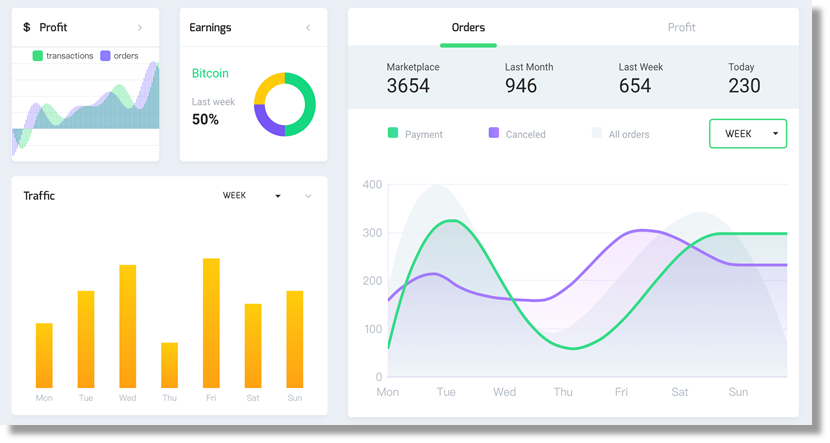 $ Profit
transactions orders
Earnings
Bitcoin
Last week
50%
Orders Profit
Marketplace Last Month Last Week Today
3654 946 654 230
Payment Canceled All orders WEEK
400
300
200
100
0
Mon Tue Wed Thu Fri Sat Sun
Traffic WEEK
Mon Tue Wed Thu Fri Sat Sun